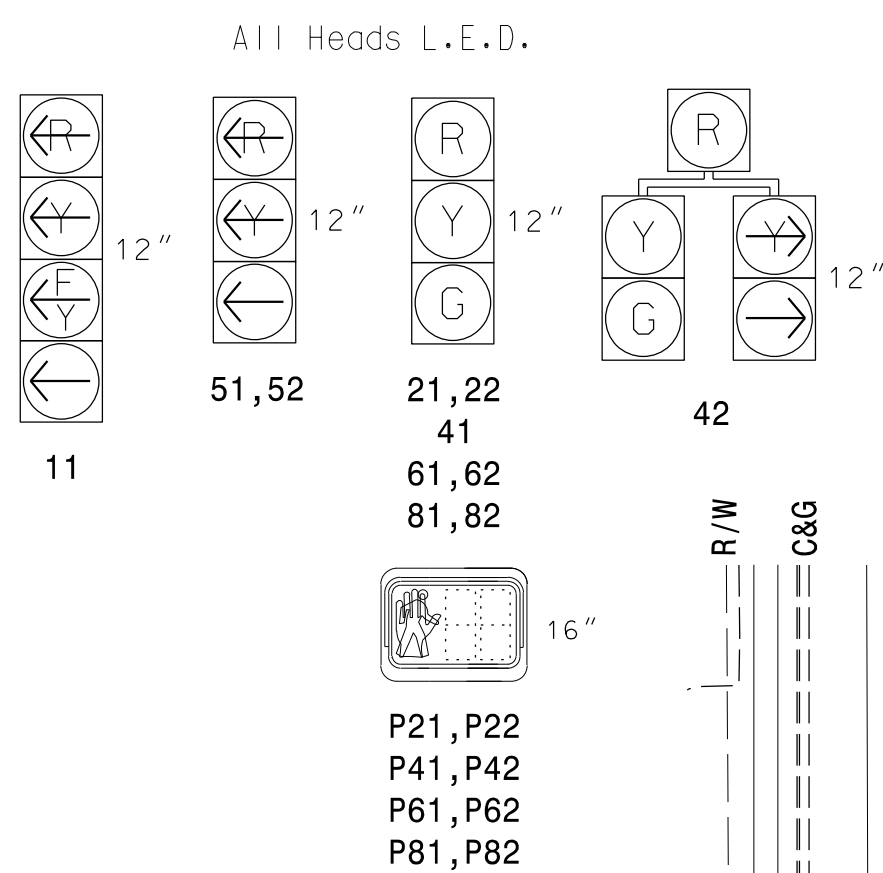 All Heads L.E.D.
R
Y
F
Y
12"
11
R
Y
12"
51,52
R
Y
G
12"
21,22
41
61,62
81,82
R
Y
G
Y
12"
42
16"
P21,P22
P41,P42
P61,P62
P81,P82
R/W
C&G